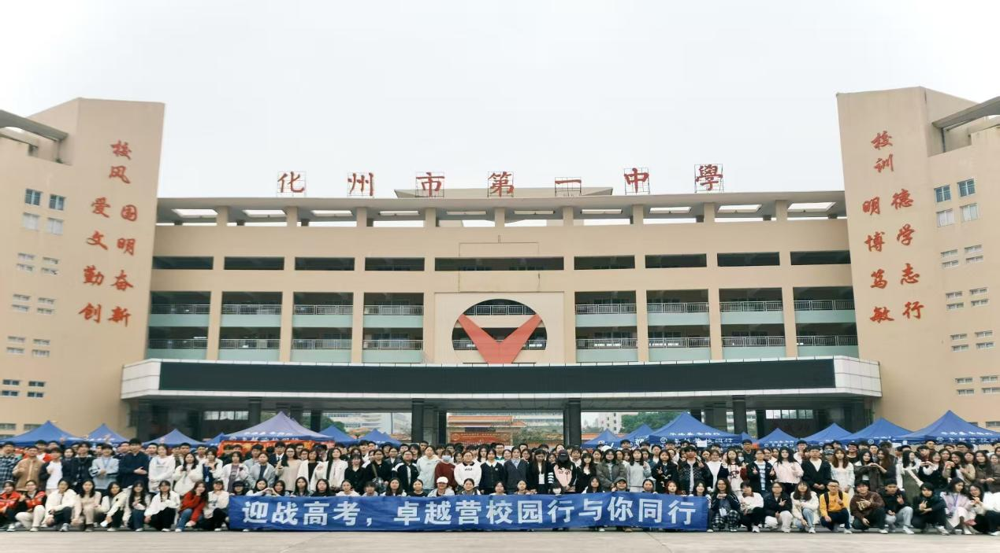 化州市第一中學
校风
爱国
文明
勤奋
创新
校训
明德
博学
笃志
敏行
迎战高考，卓越营校园行与你同行